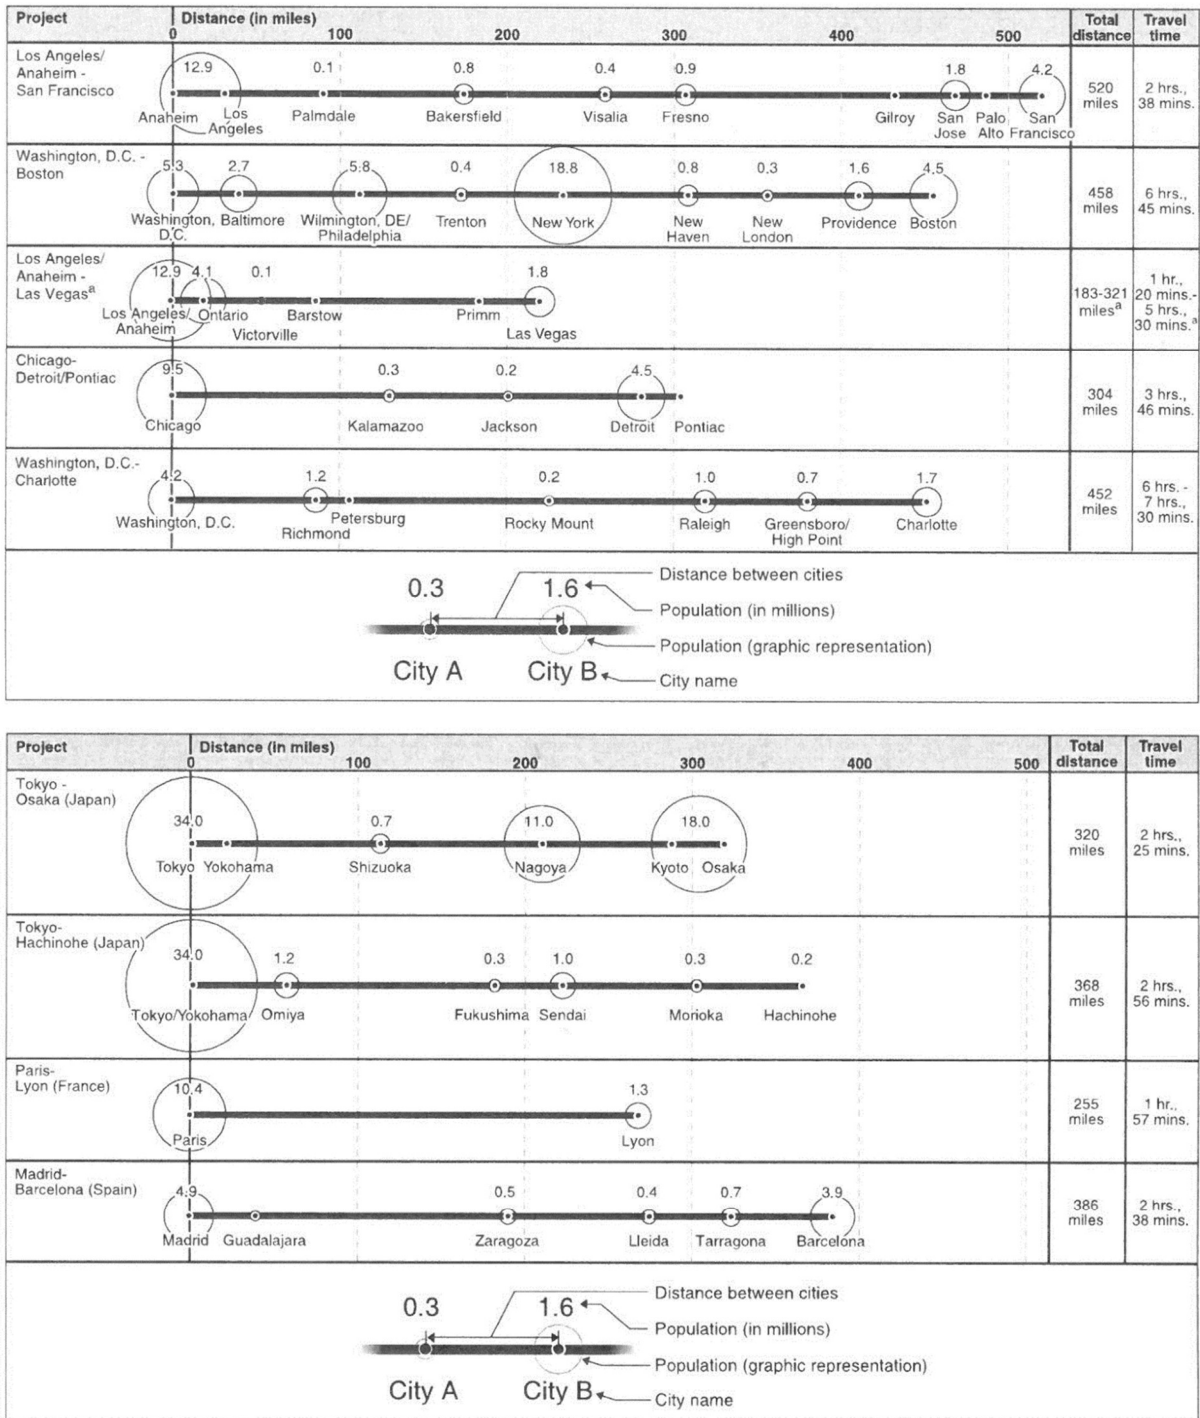 Project Distance (in miles) Total distance Travel time
0 100 200 300 400 500
Los Angeles/
Anaheim -
San Francisco
12.9 0.1 0.8 0.4 0.9 1.8 4.2
Anaheim Los Angeles Palmdale Bakersfield Visalia Fresno Gilroy San Jose Palo Alto San Francisco
520 miles
2 hrs., 38 mins.
Washington, D.C. -
Boston
5.3 2.7 5.8 0.4 18.8 0.8 0.3 1.6 4.5
Washington, D.C. Baltimore Wilmington, DE/ Philadelphia Trenton New York New Haven New London Providence Boston
458 miles
6 hrs., 45 mins.
Los Angeles/
Anaheim -
Las Vegasa
12.9 4.1 0.1 1.8
Los Angeles/ Anaheim Ontario Victorville Barstow Primm Las Vegas
183-321 milesa
1 hr., 20 mins.- 5 hrs., 30 mins.a
Chicago-
Detroit/Pontiac
9.5 0.3 0.2 4.5
Chicago Kalamazoo Jackson Detroit Pontiac
304 miles
3 hrs., 46 mins.
Washington, D.C.-
Charlotte
4.2 1.2 0.2 1.0 0.7 1.7
Washington, D.C. Richmond Petersburg Rocky Mount Raleigh Greensboro/ High Point Charlotte
452 miles
6 hrs. - 7 hrs., 30 mins.
0.3 1.6
Distance between cities
Population (in millions)
Population (graphic representation)
City A City B
City name
Project Distance (in miles) Total distance Travel time
0 100 200 300 400 500
Tokyo -
Osaka (Japan)
34.0 0.7 11.0 18.0
Tokyo Yokohama Shizuoka Nagoya Kyoto Osaka
320 miles
2 hrs., 25 mins.
Tokyo-
Hachinohe (Japan)
34.0 1.2 0.3 1.0 0.3 0.2
Tokyo/Yokohama Omiya Fukushima Sendai Morioka Hachinohe
368 miles
2 hrs., 56 mins.
Paris-
Lyon (France)
10.4 1.3
Paris Lyon
255 miles
1 hr., 57 mins.
Madrid-
Barcelona (Spain)
4.9 0.5 0.4 0.7 3.9
Madrid Guadalajara Zaragoza Lleida Tarragona Barcelona
386 miles
2 hrs., 38 mins.
0.3 1.6
Distance between cities
Population (in millions)
Population (graphic representation)
City A City B
City name